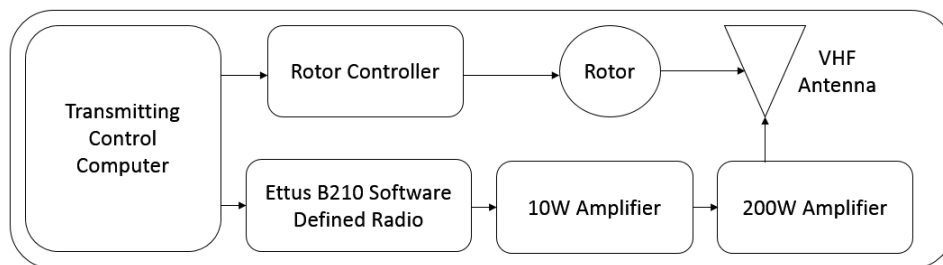 Transmitting
Control
Computer
Rotor Controller
Rotor
VHF
Antenna
Ettus B210 Software
Defined Radio
10W Amplifier
200W Amplifier